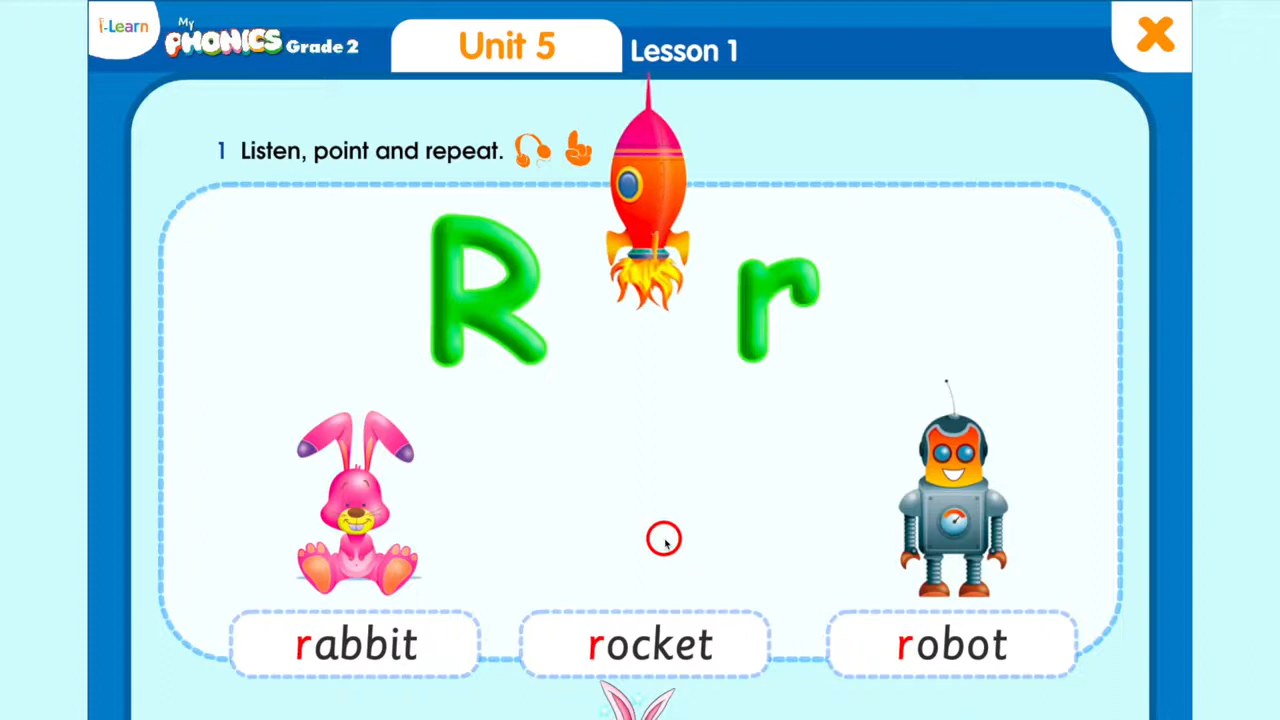 i-Learn
My
PHONICS Grade 2
Unit 5
Lesson 1
1 Listen, point and repeat.
R r
rabbit
rocket
robot